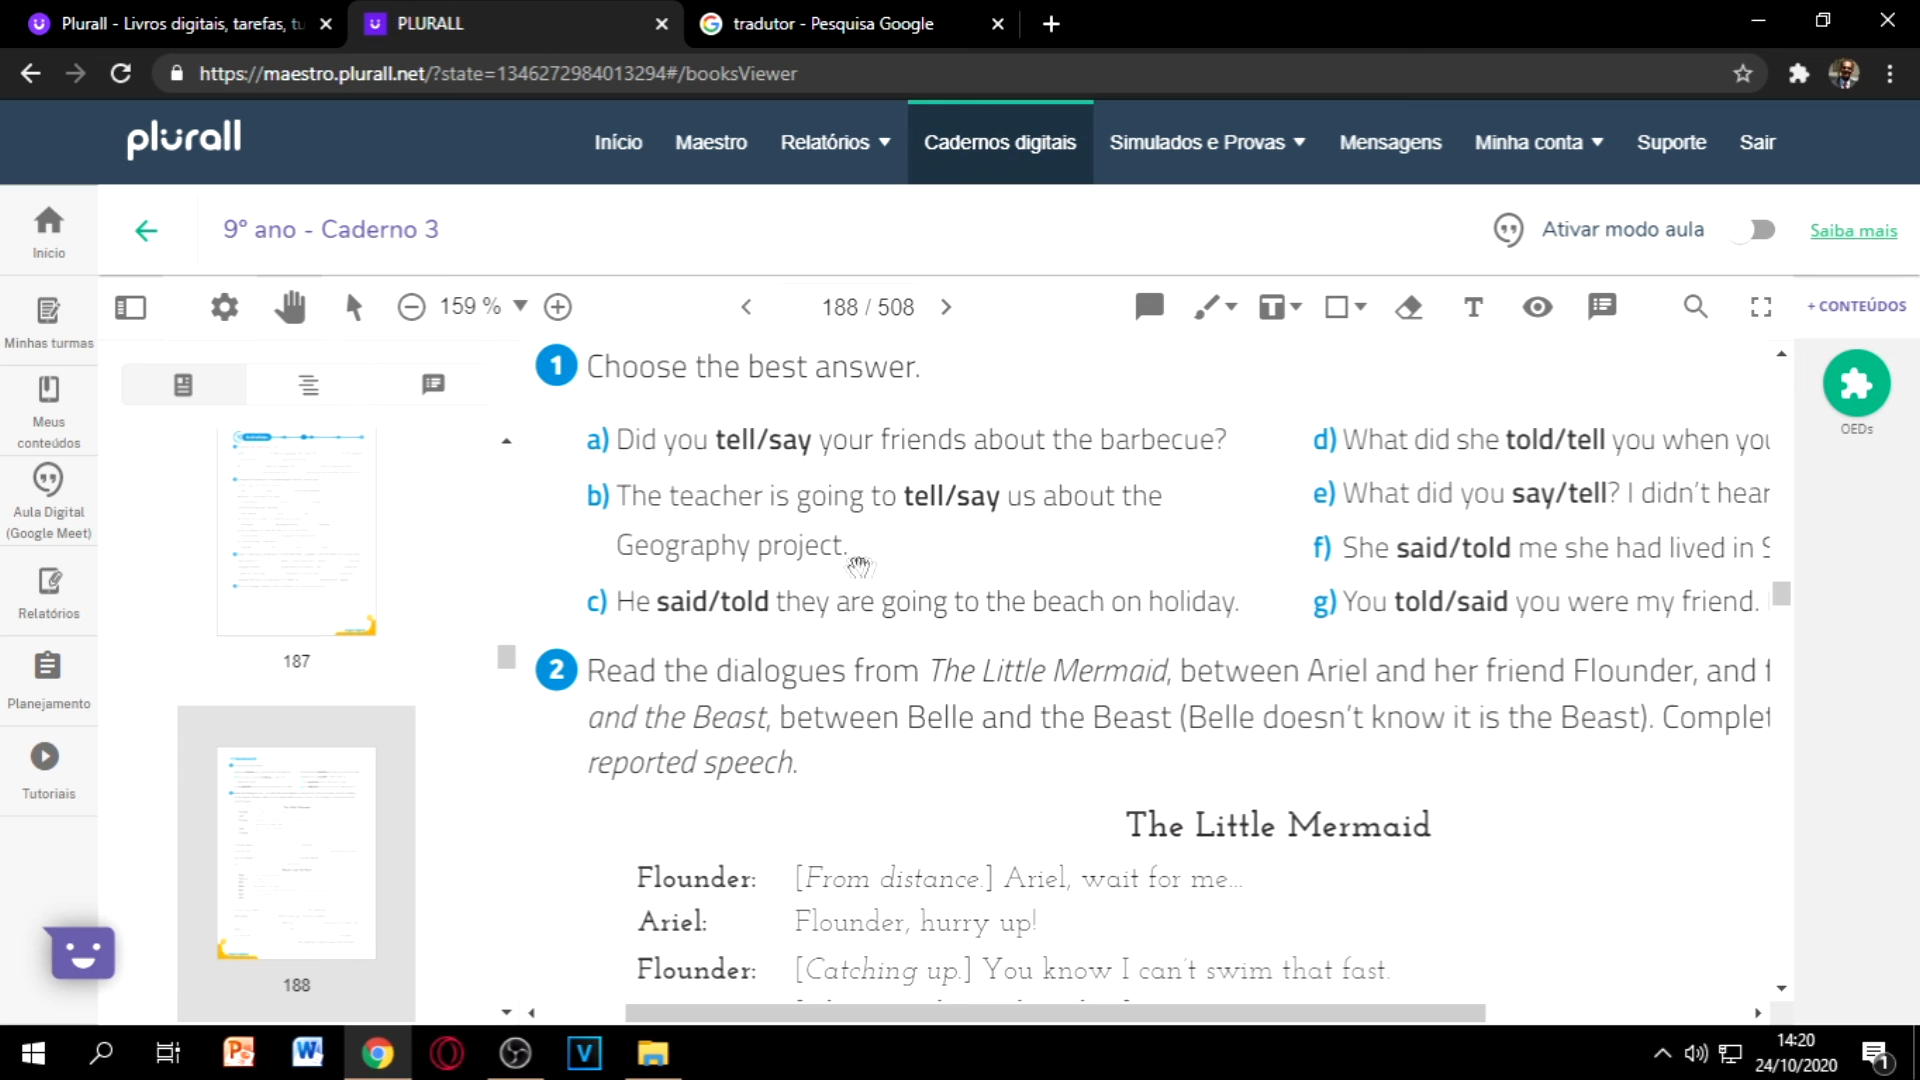 Plurall - Livros digitais, tarefas, tu
PLURALL
tradutor - Pesquisa Google
https://maestro.plurall.net/?state=1346272984013294#/booksViewer
plurall
Início
Maestro
Relatórios
Cadernos digitais
Simulados e Provas
Mensagens
Minha conta
Suporte
Sair
Início
9º ano - Caderno 3
Ativar modo aula
Saiba mais
159 %
188 / 508
+ CONTEÚDOS
Minhas turmas
Meus
conteúdos
Aula Digital
(Google Meet)
Relatórios
Planejamento
Tutoriais
187
188
OEDs
1 Choose the best answer.
a) Did you tell/say your friends about the barbecue?
b) The teacher is going to tell/say us about the
Geography project.
c) He said/told they are going to the beach on holiday.
d) What did she told/tell you when you
e) What did you say/tell? I didn't hear
f) She said/told me she had lived in S
g) You told/said you were my friend.
2 Read the dialogues from The Little Mermaid, between Ariel and her friend Flounder, and f
and the Beast, between Belle and the Beast (Belle doesn't know it is the Beast). Complet
reported speech.
The Little Mermaid
Flounder: [From distance.] Ariel, wait for me...
Ariel: Flounder, hurry up!
Flounder: [Catching up.] You know I can't swim that fast.
14:20
24/10/2020
1